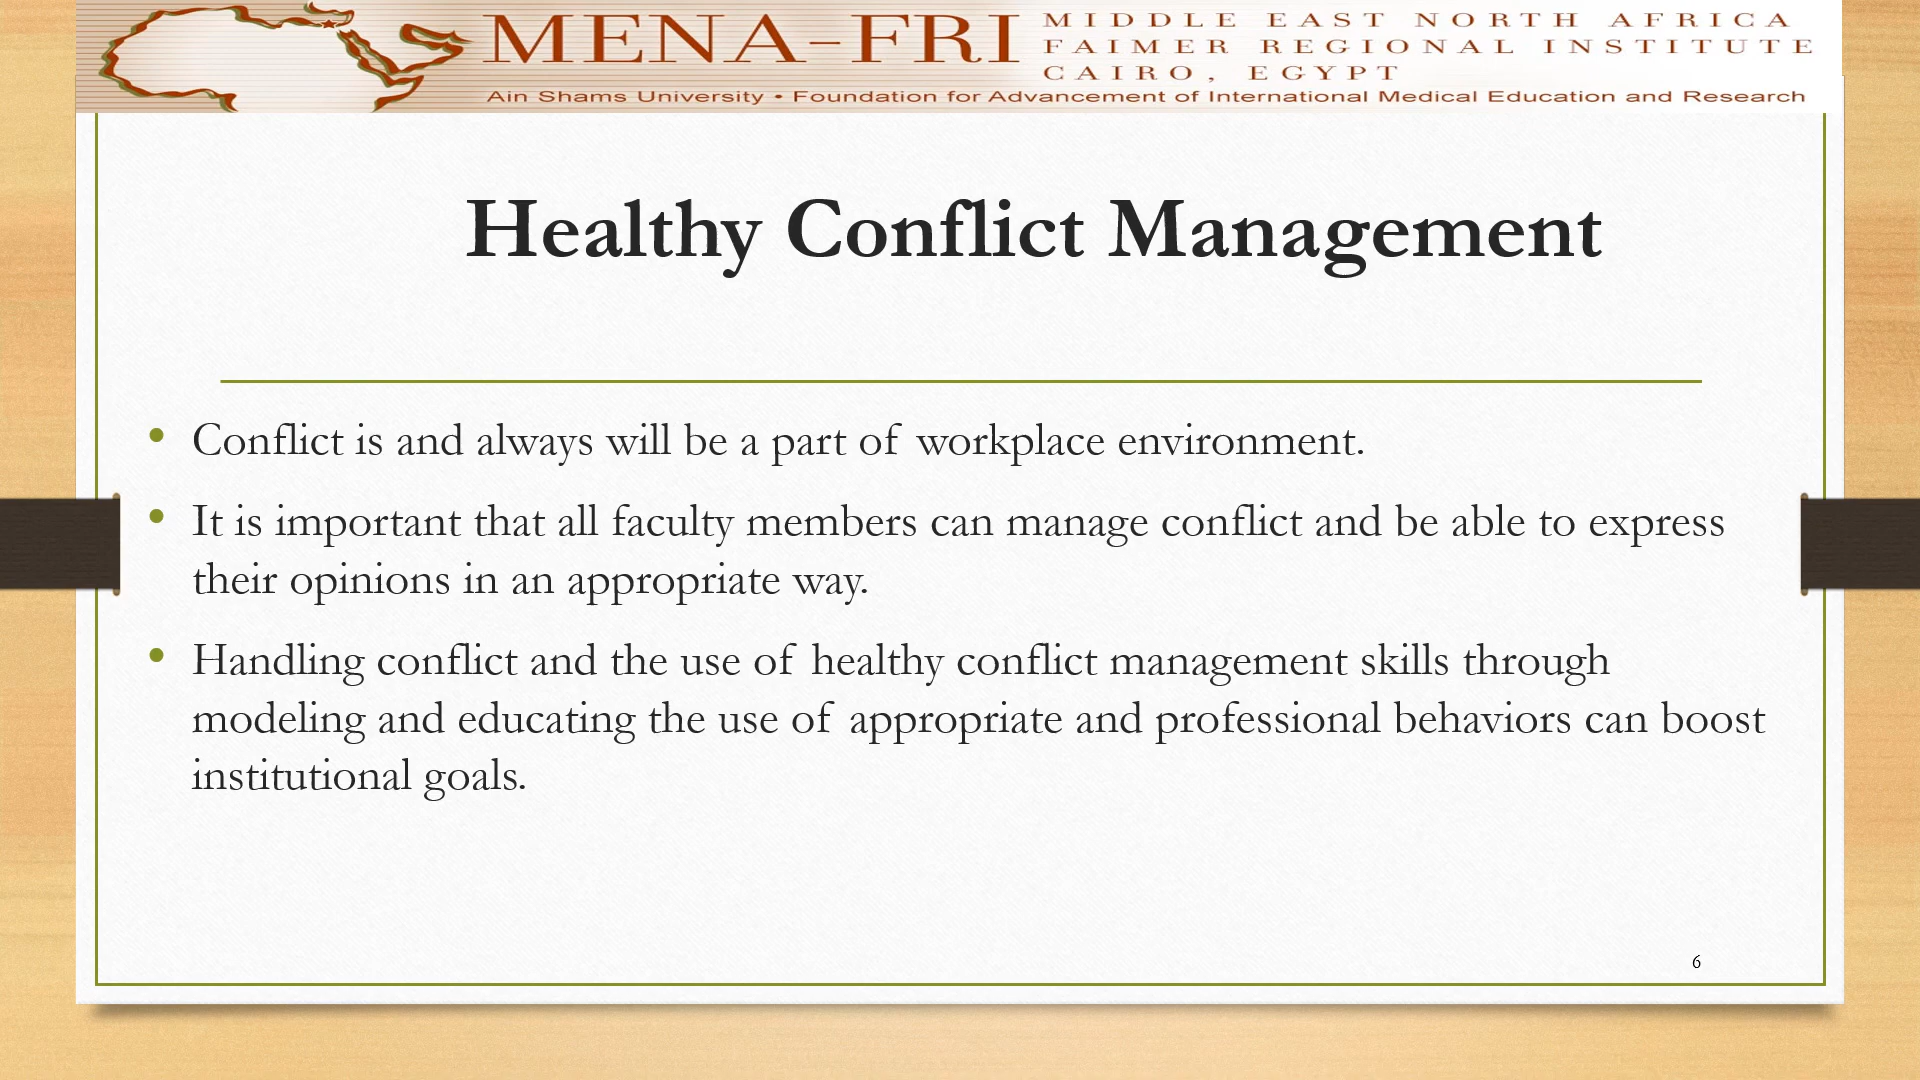 MENA-FRI
MIDDLE EAST NORTH AFRICA
FAIMER REGIONAL INSTITUTE
CAIRO, EGYPT
Ain Shams University • Foundation for Advancement of International Medical Education and Research
Healthy Conflict Management
• Conflict is and always will be a part of workplace environment.
• It is important that all faculty members can manage conflict and be able to express
their opinions in an appropriate way.
• Handling conflict and the use of healthy conflict management skills through
modeling and educating the use of appropriate and professional behaviors can boost
institutional goals.
6